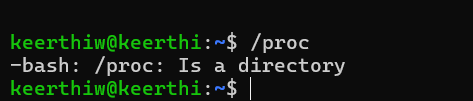 keerthiw@keerthi:~$ /proc
-bash: /proc: Is a directory
keerthiw@keerthi:~$